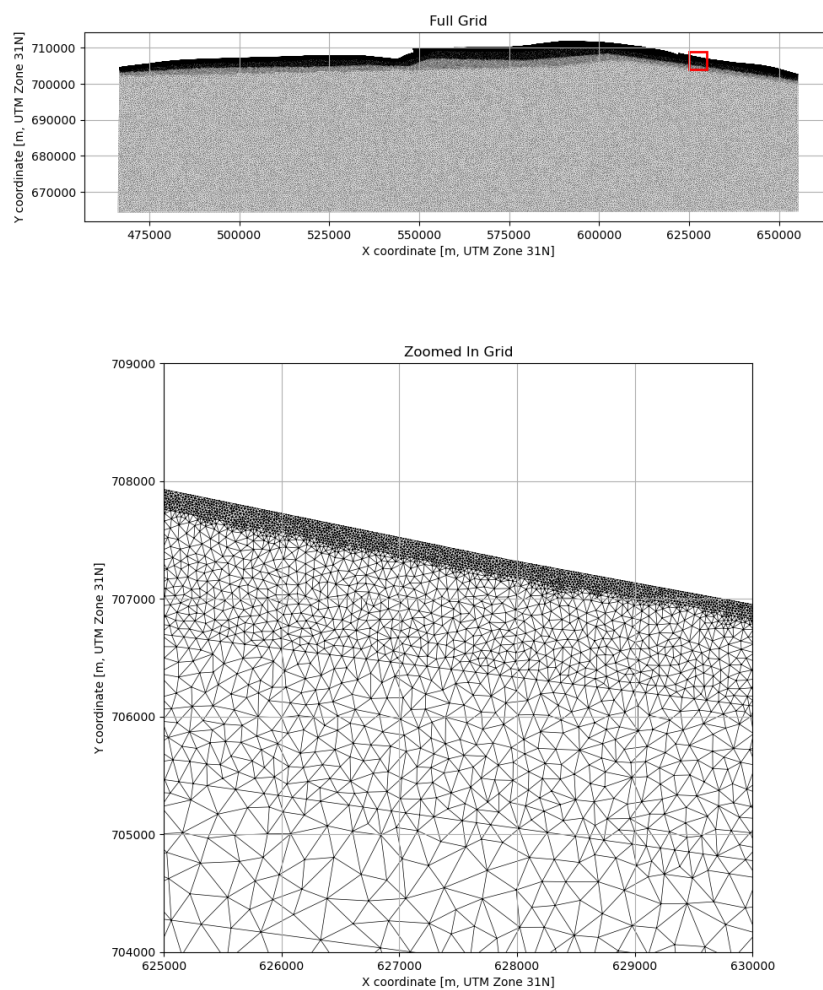 Full Grid
710000
700000
690000
680000
670000
Y coordinate [m, UTM Zone 31N]
475000 500000 525000 550000 575000 600000 625000 650000
X coordinate [m, UTM Zone 31N]
Zoomed In Grid
709000
708000
707000
706000
705000
704000
Y coordinate [m, UTM Zone 31N]
625000 626000 627000 628000 629000 630000
X coordinate [m, UTM Zone 31N]